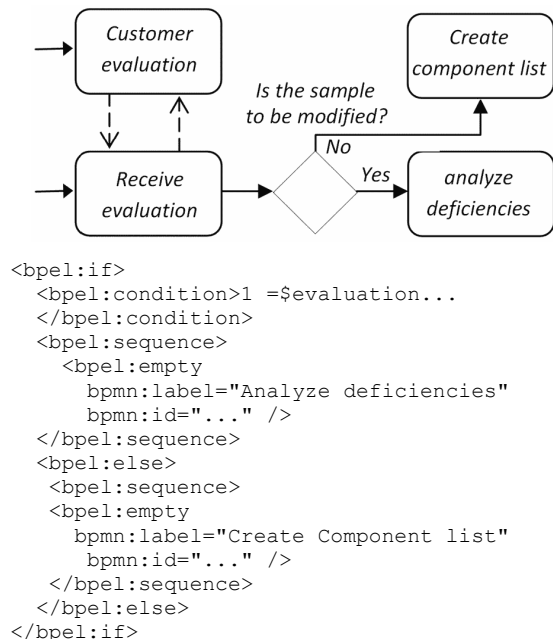 Customer
evaluation
Create
component list
Is the sample
to be modified?
No
Receive
evaluation
Yes
analyze
deficiencies
<bpel:if>
  <bpel:condition>1 =$evaluation...
  </bpel:condition>
  <bpel:sequence>
    <bpel:empty
      bpmn:label="Analyze deficiencies"
      bpmn:id="..." />
  </bpel:sequence>
  <bpel:else>
   <bpel:sequence>
   <bpel:empty
     bpmn:label="Create Component list"
      bpmn:id="..." />
   </bpel:sequence>
  </bpel:else>
</bpel:if>